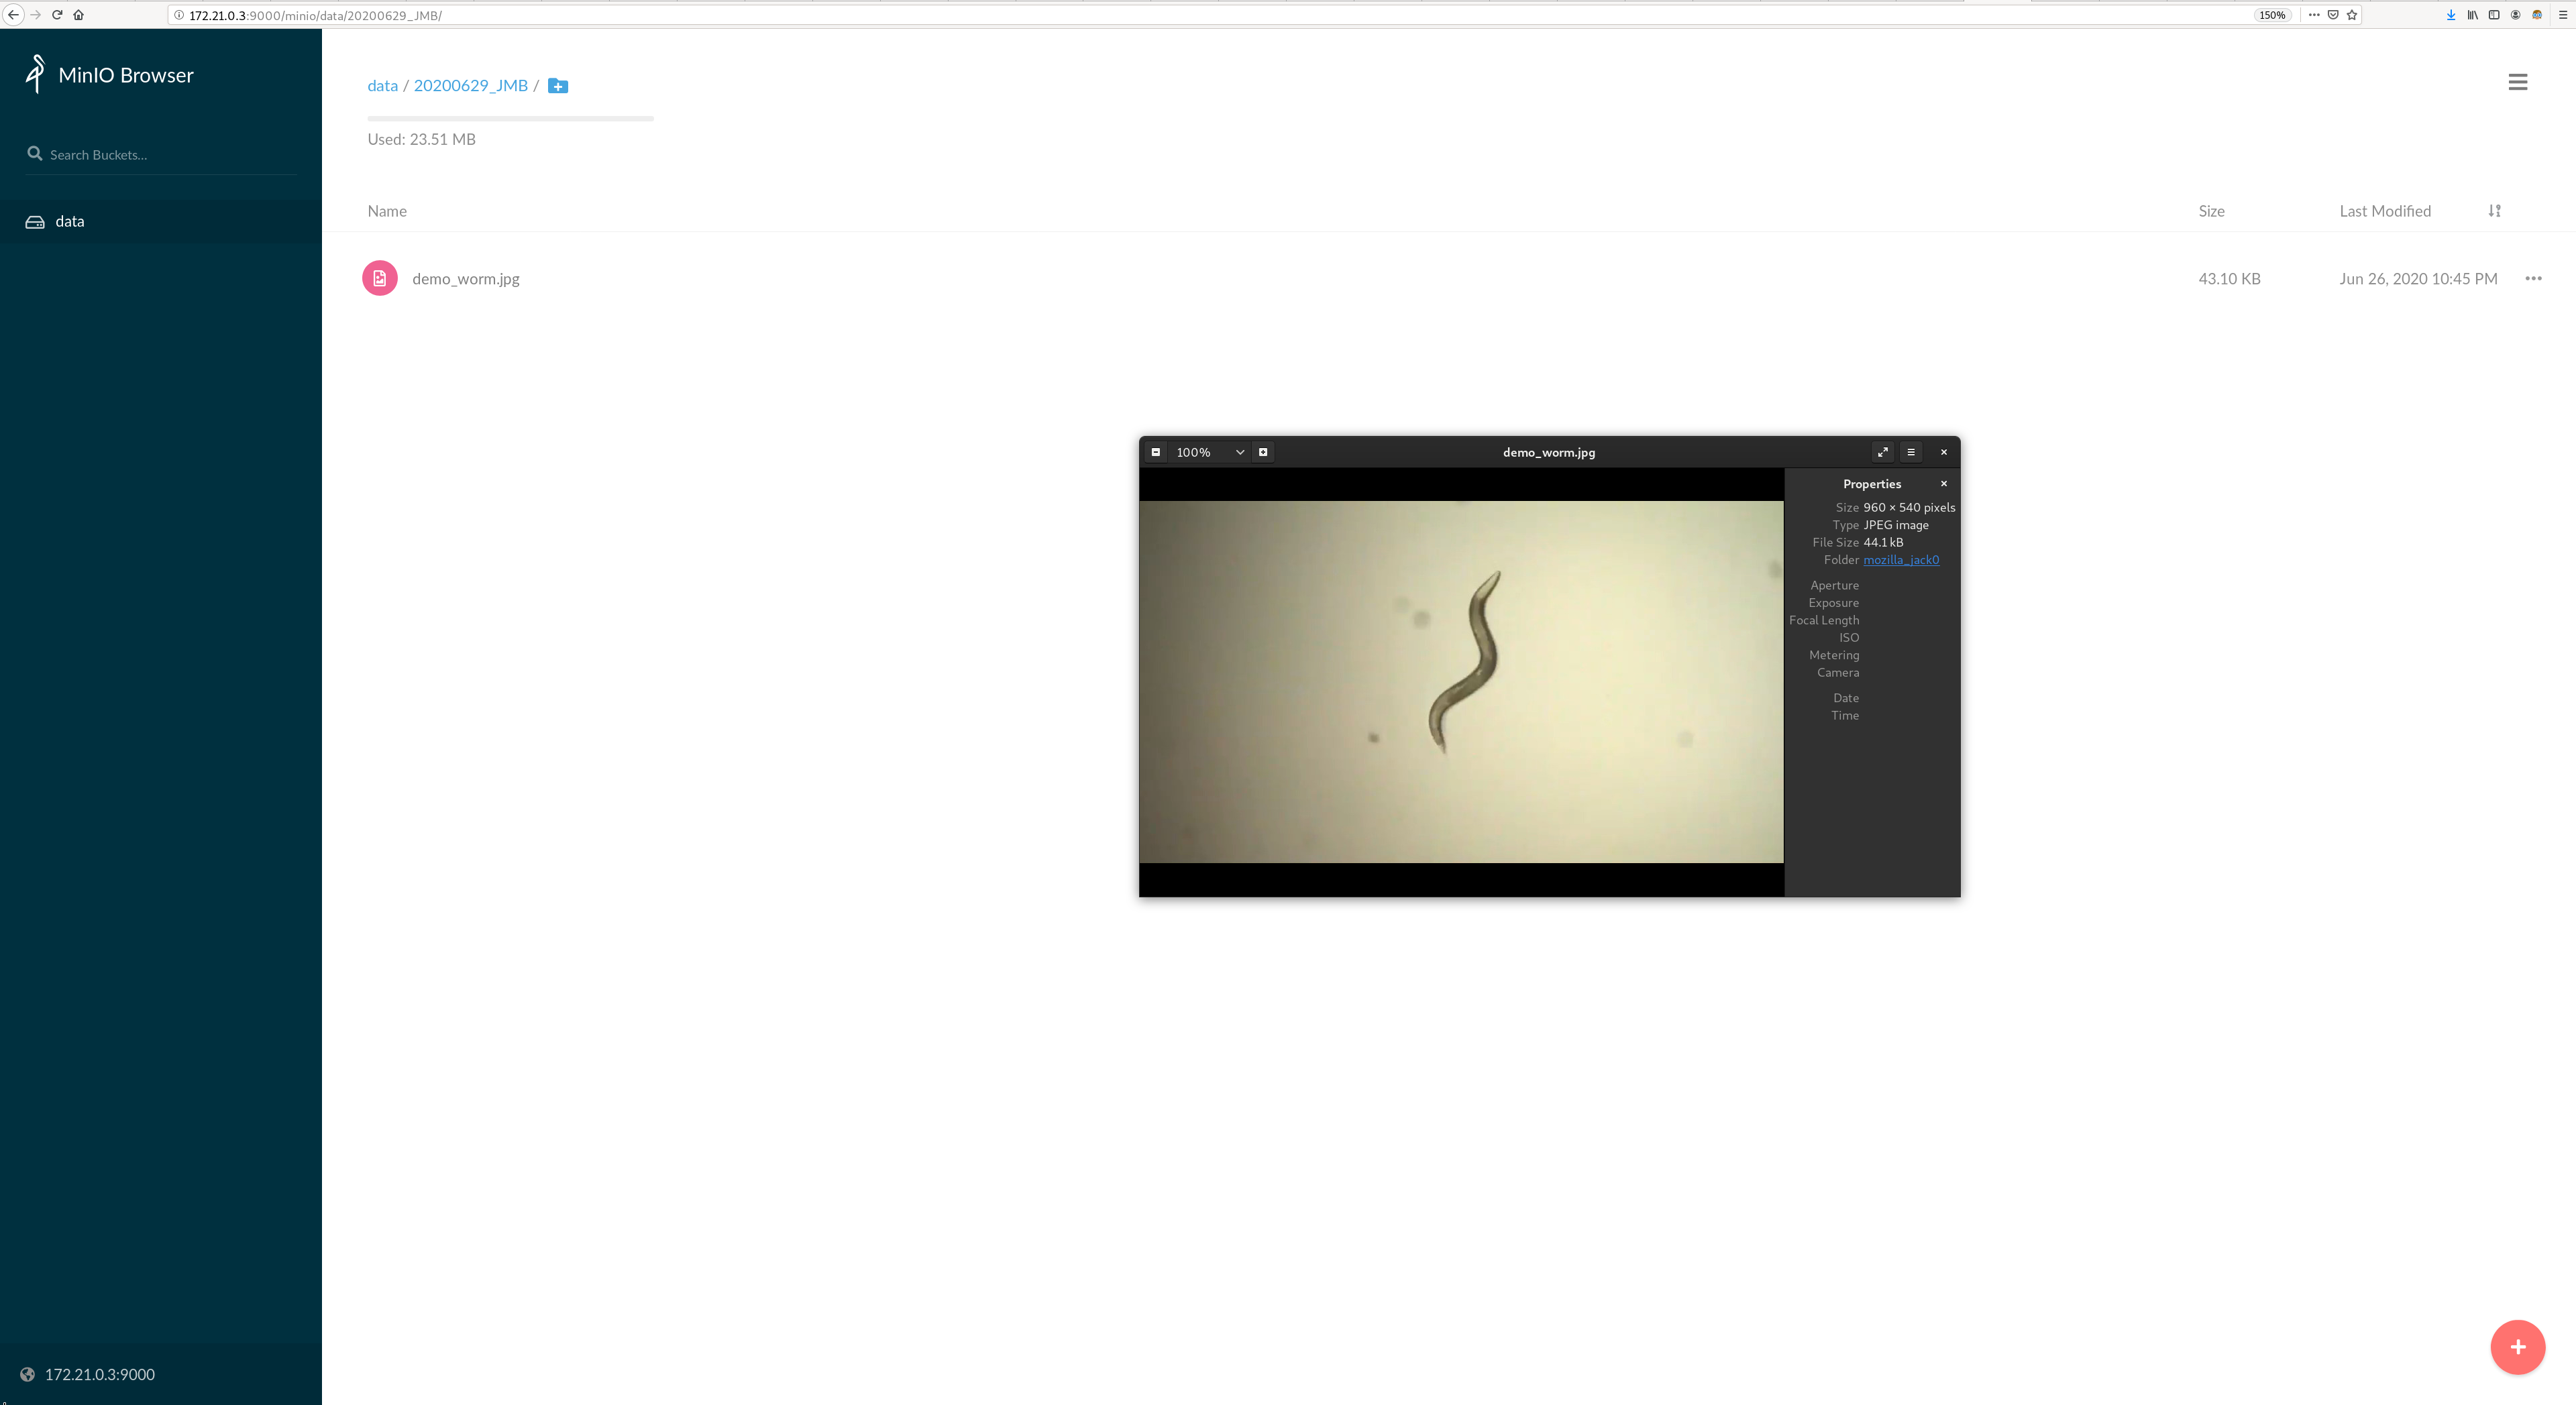 172.21.0.3:9000/minio/data/20200629_JMB/
150%
MinIO Browser
data / 20200629_JMB /
Used: 23.51 MB
Search Buckets...
data
Name Size Last Modified
demo_worm.jpg 43.10 KB Jun 26, 2020 10:45 PM
100% demo_worm.jpg
Properties
Size 960 × 540 pixels
Type JPEG image
File Size 44.1 kB
Folder mozilla_jack0
Aperture
Exposure
Focal Length
ISO
Metering
Camera
Date
Time
172.21.0.3:9000